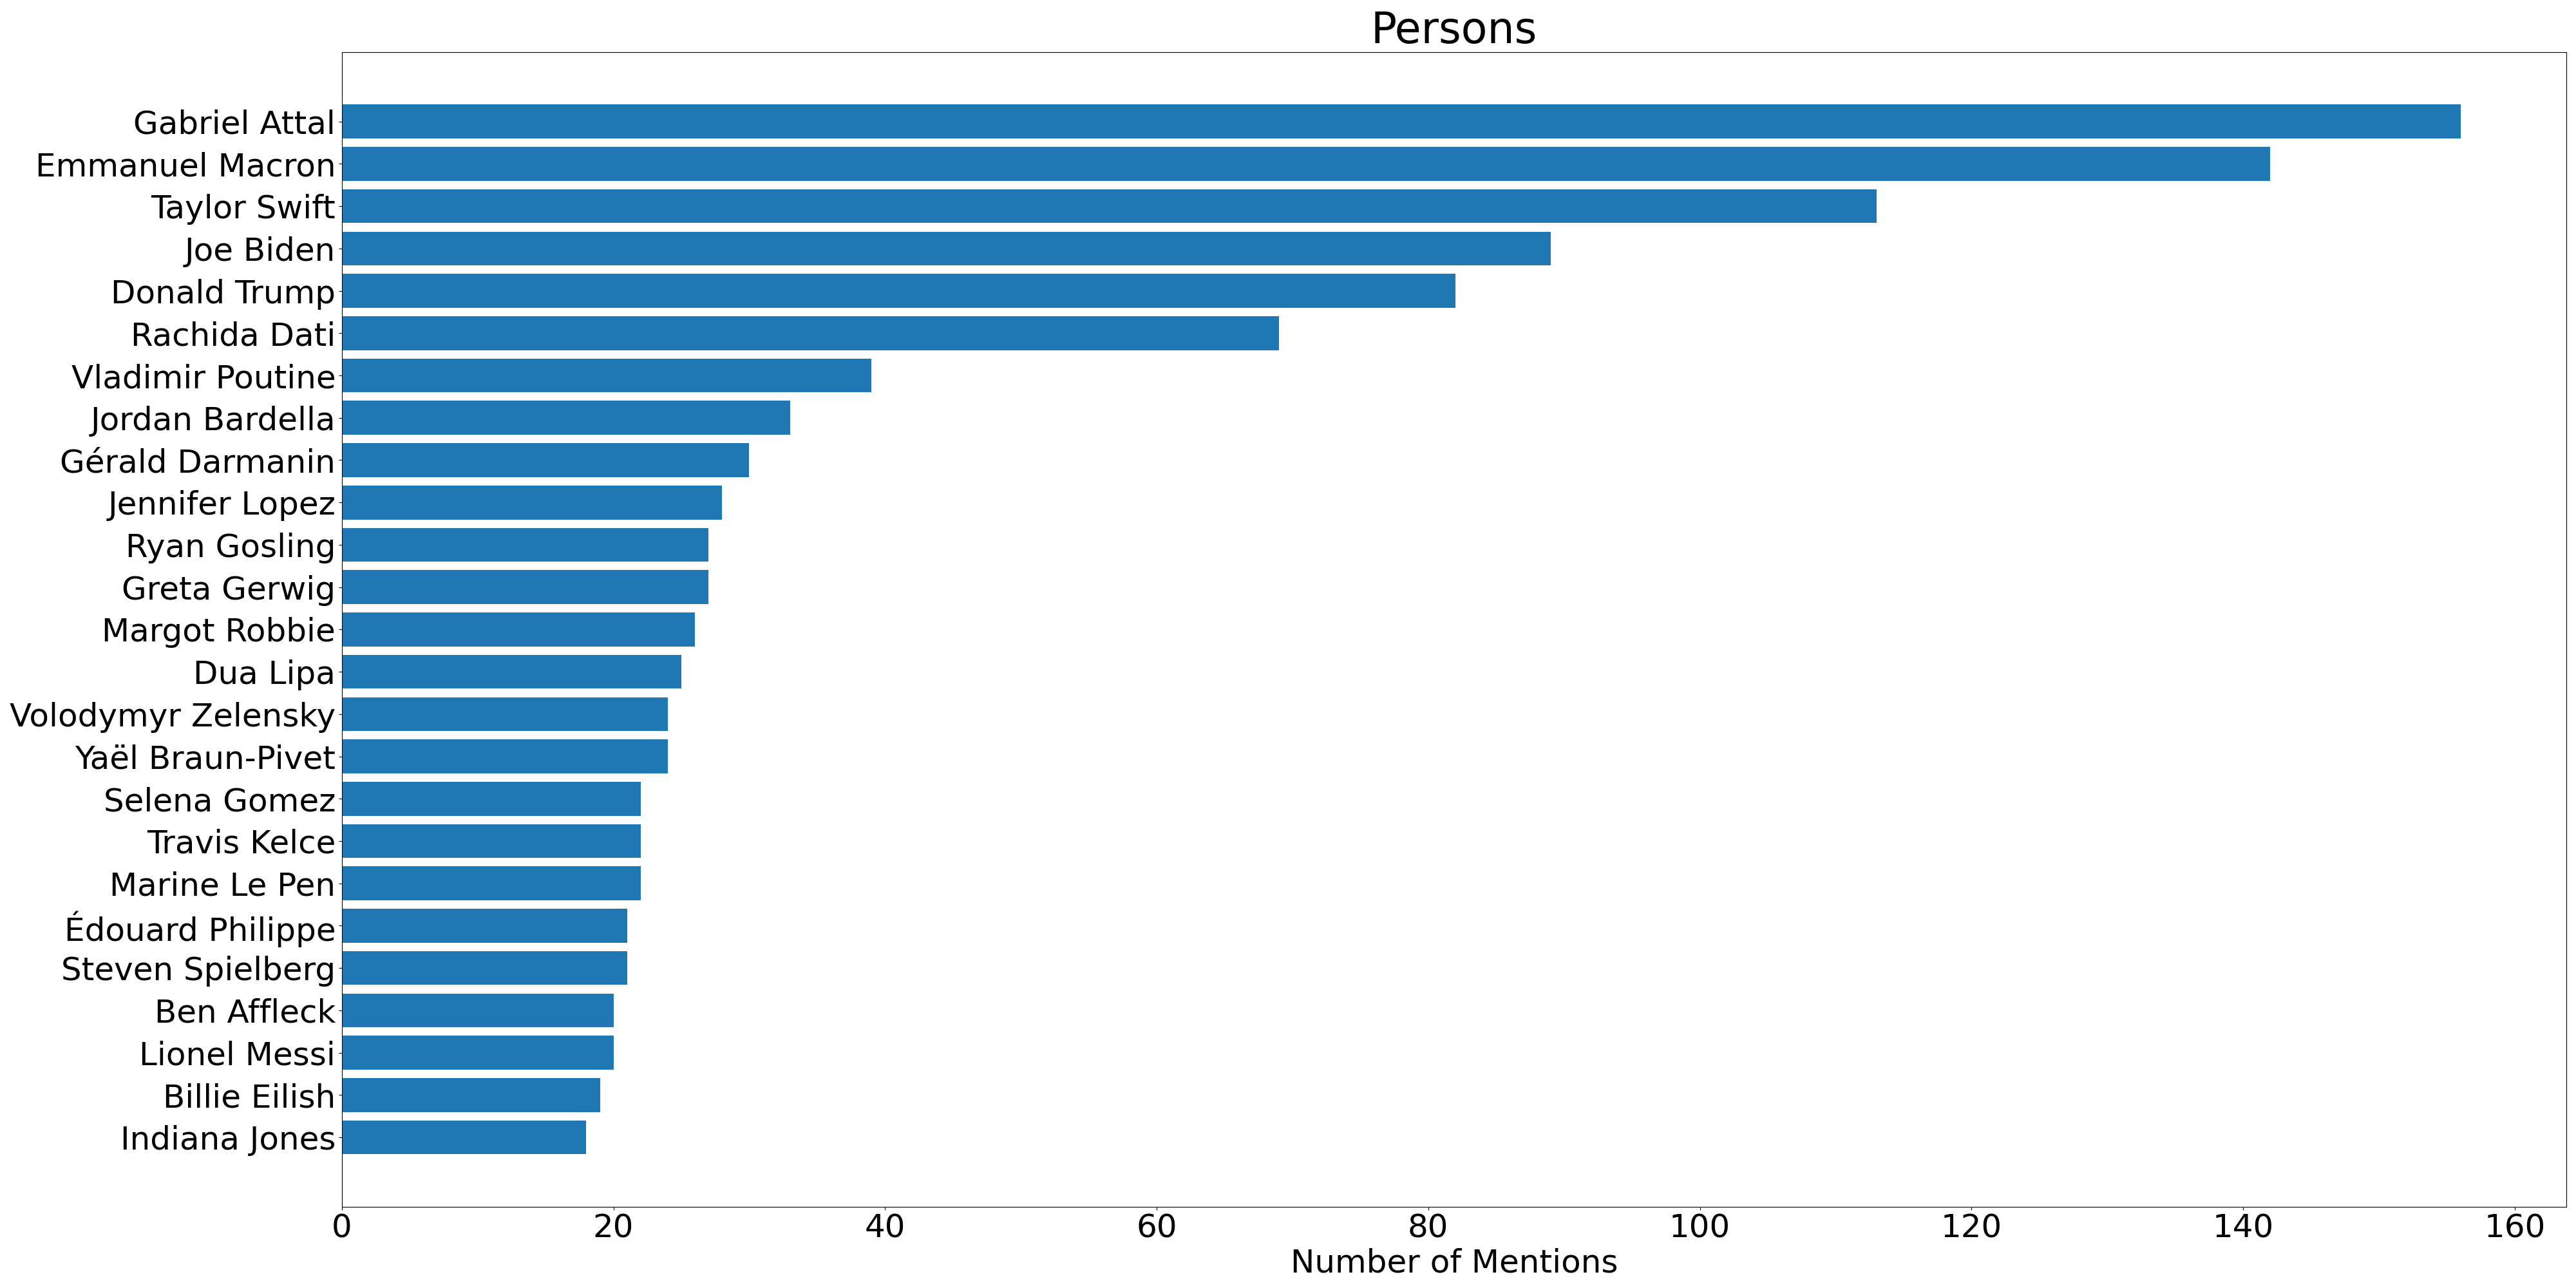 Persons
Gabriel Attal
Emmanuel Macron
Taylor Swift
Joe Biden
Donald Trump
Rachida Dati
Vladimir Poutine
Jordan Bardella
Gérald Darmanin
Jennifer Lopez
Ryan Gosling
Greta Gerwig
Margot Robbie
Dua Lipa
Volodymyr Zelensky
Yaël Braun-Pivet
Selena Gomez
Travis Kelce
Marine Le Pen
Édouard Philippe
Steven Spielberg
Ben Affleck
Lionel Messi
Billie Eilish
Indiana Jones
0 20 40 60 80 100 120 140 160
Number of Mentions